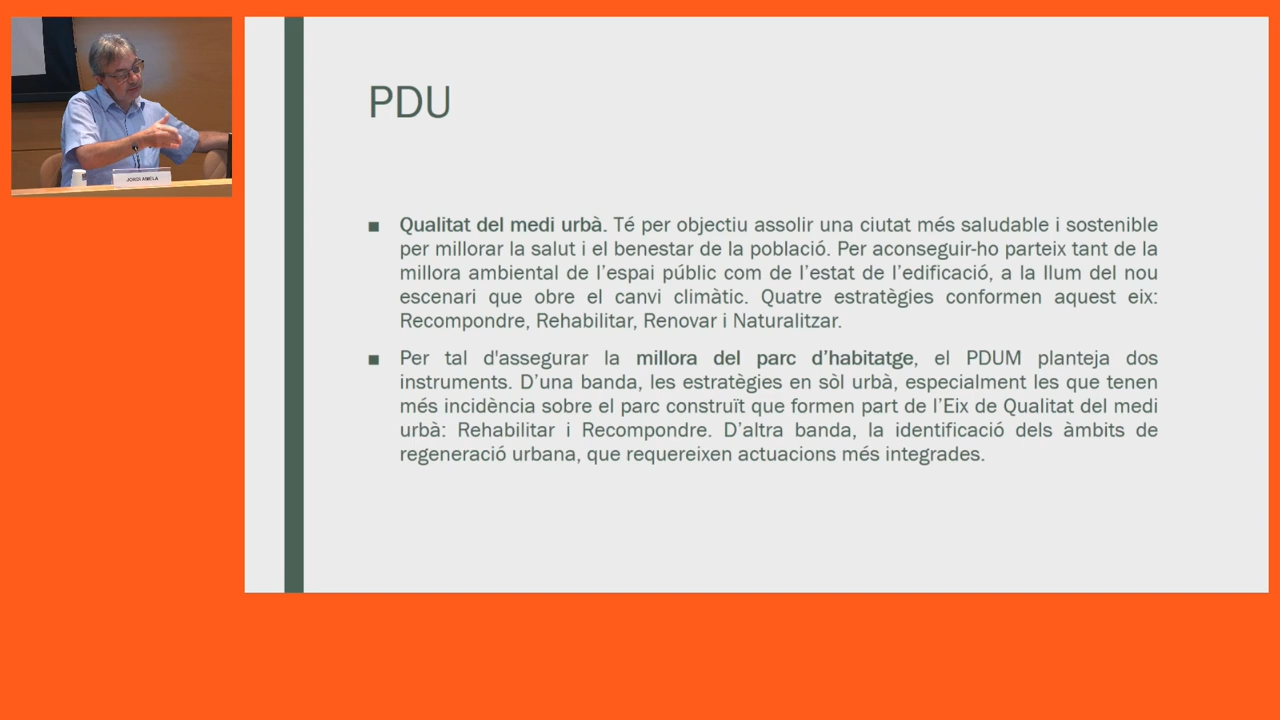 PDU
■ Qualitat del medi urbà. Té per objectiu assolir una ciutat més saludable i sostenible
per millorar la salut i el benestar de la població. Per aconseguir-ho parteix tant de la
millora ambiental de l’espai públic com de l’estat de l’edificació, a la llum del nou
escenari que obre el canvi climàtic. Quatre estratègies conformen aquest eix:
Recompondre, Rehabilitar, Renovar i Naturalitzar.
■ Per tal d'assegurar la millora del parc d’habitatge, el PDUM planteja dos
instruments. D’una banda, les estratègies en sòl urbà, especialment les que tenen
més incidència sobre el parc construït que formen part de l’Eix de Qualitat del medi
urbà: Rehabilitar i Recompondre. D’altra banda, la identificació dels àmbits de
regeneració urbana, que requereixen actuacions més integrades.
JORDI